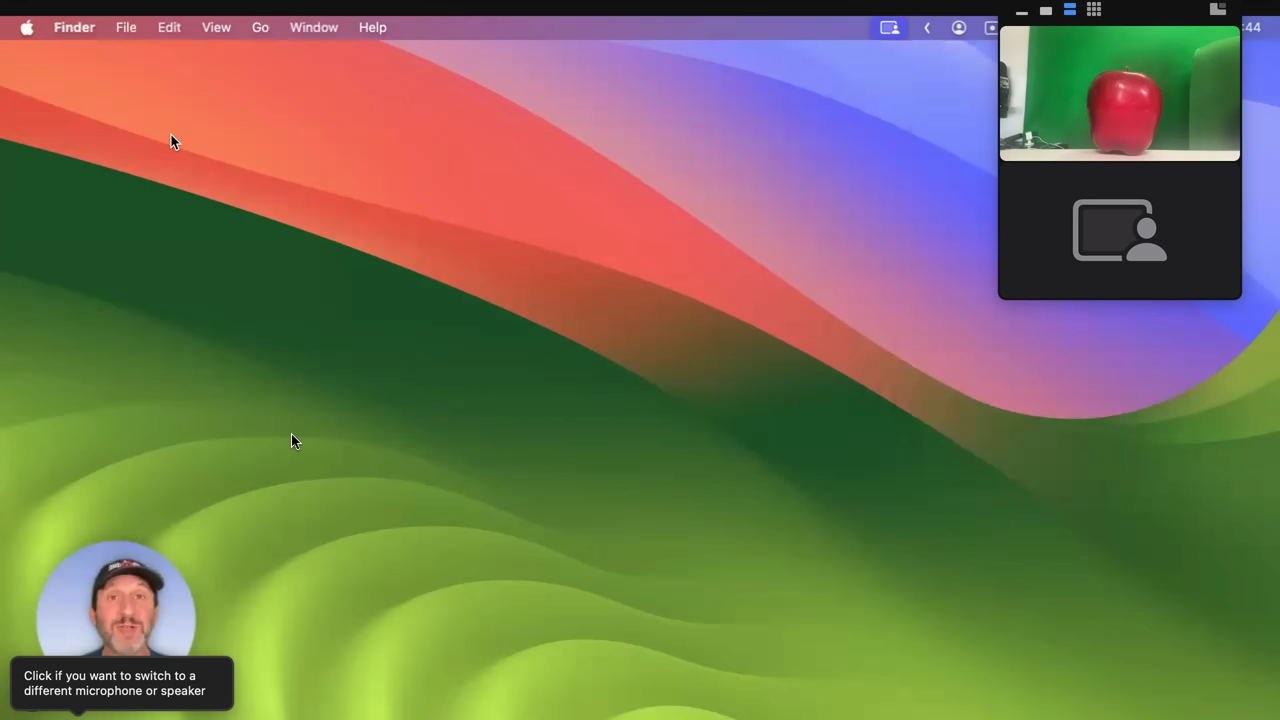 Finder File Edit View Go Window Help :44
Click if you want to switch to a
different microphone or speaker